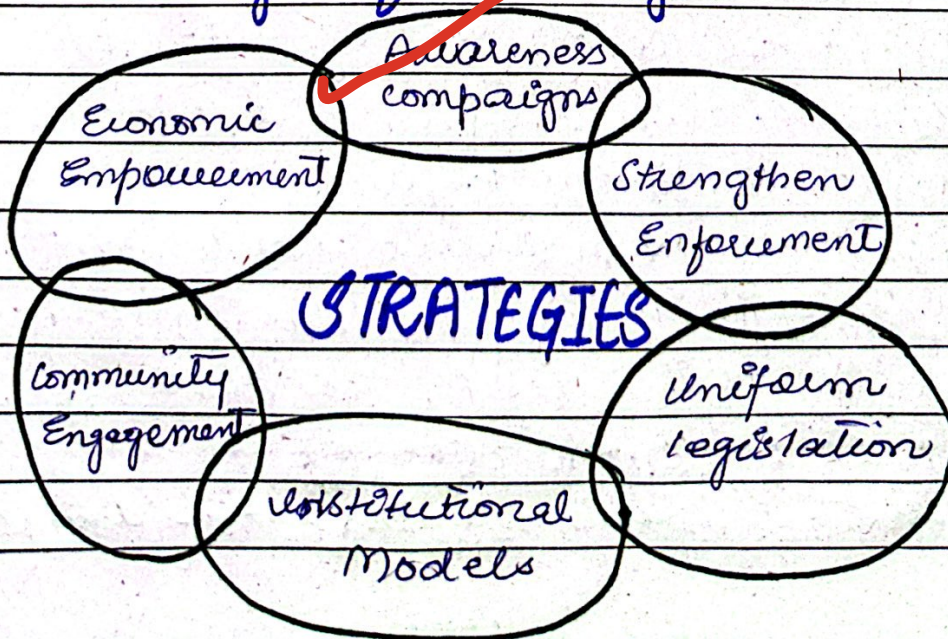 Awareness
Compaigns
Economic
Empowerment
Strengthen
Enforcement
STRATEGIES
Community
Engagement
Uniform
legislation
Institutional
Models